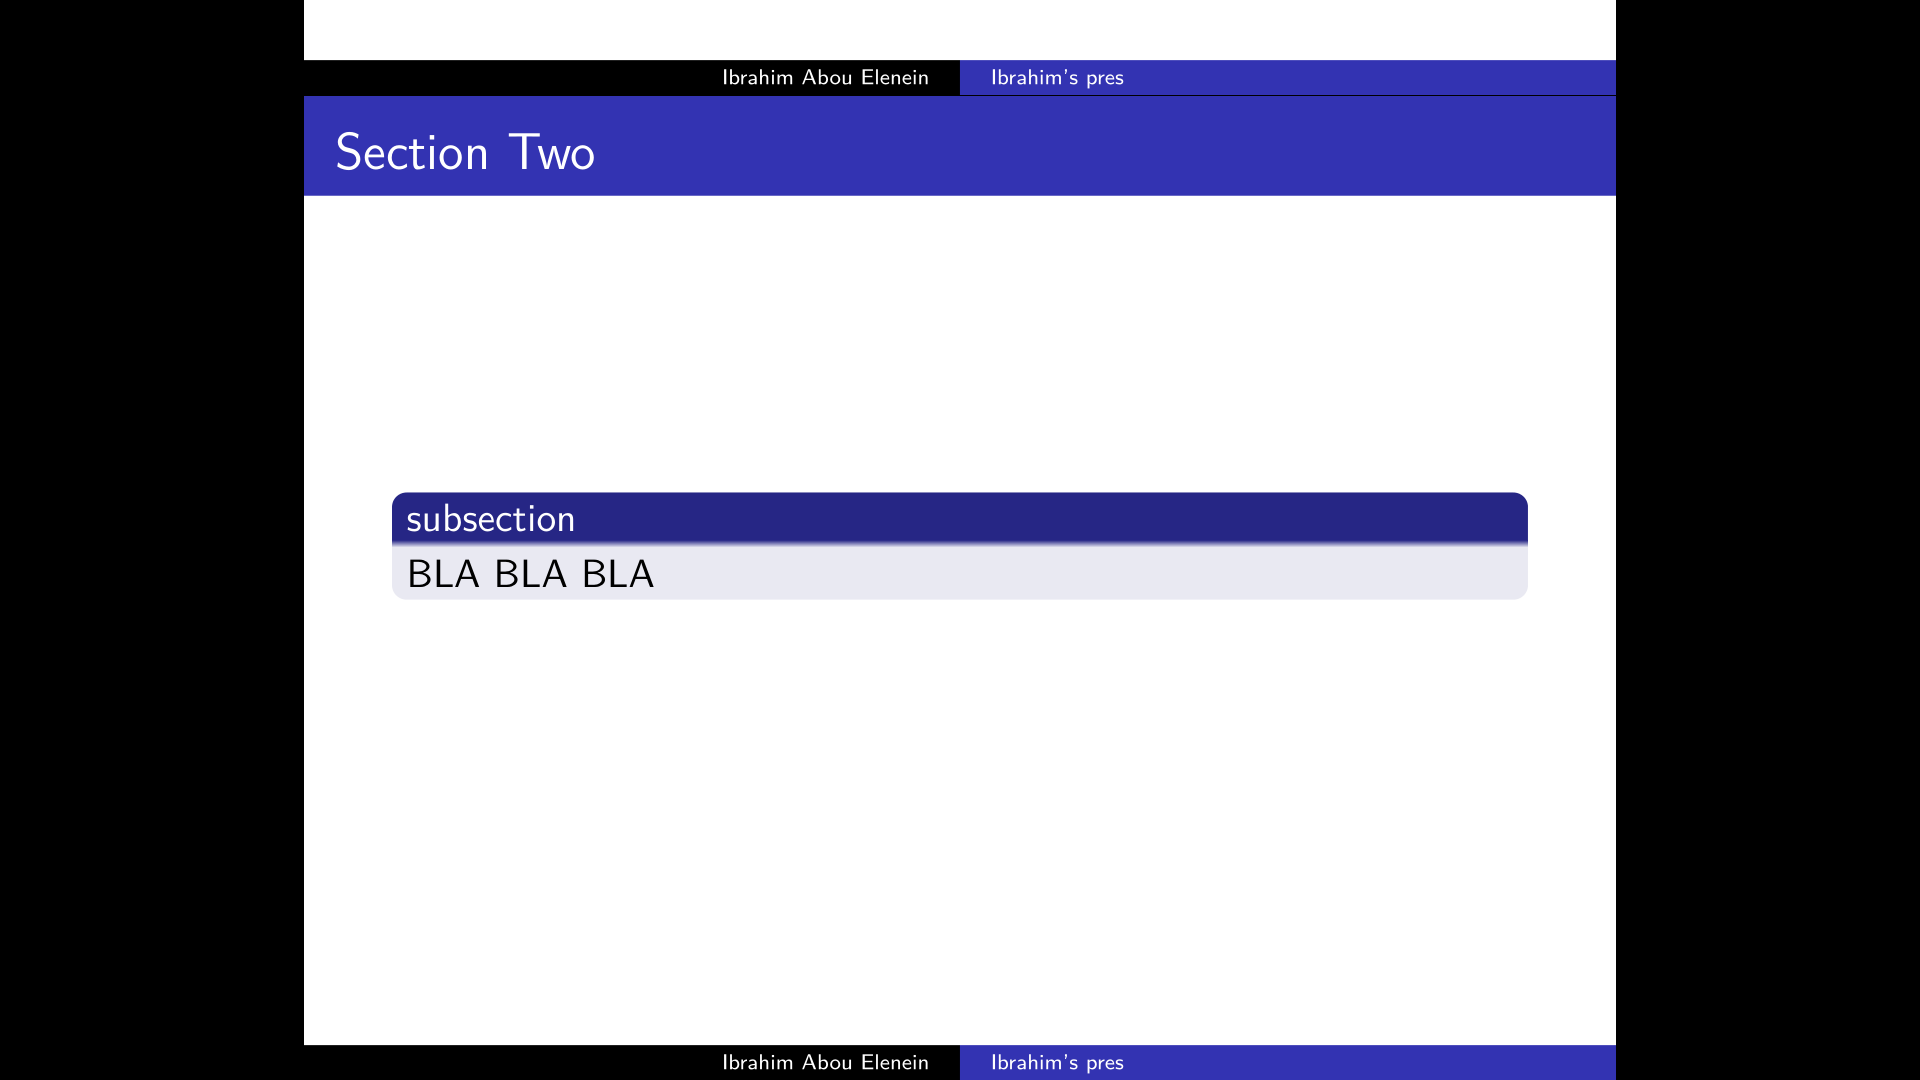 Ibrahim Abou Elenein Ibrahim's pres
Section Two
subsection
BLA BLA BLA
Ibrahim Abou Elenein Ibrahim's pres